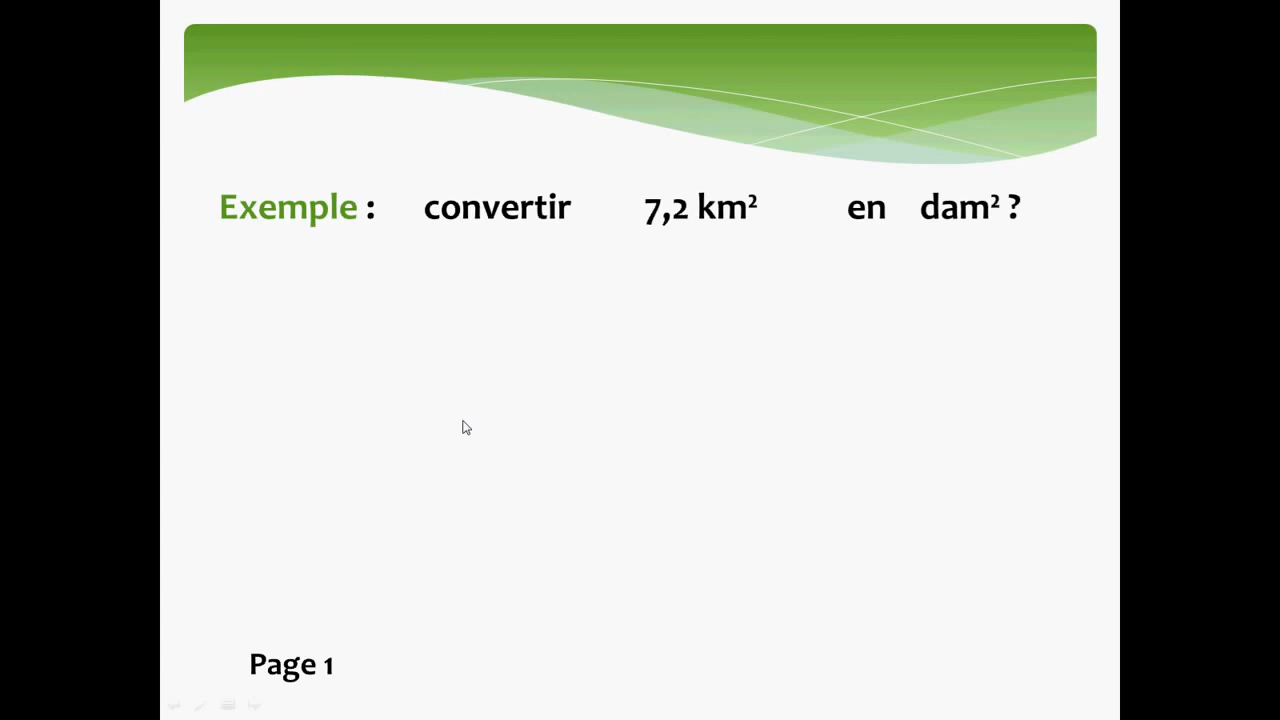 Exemple : convertir 7,2 km² en dam² ?
Page 1